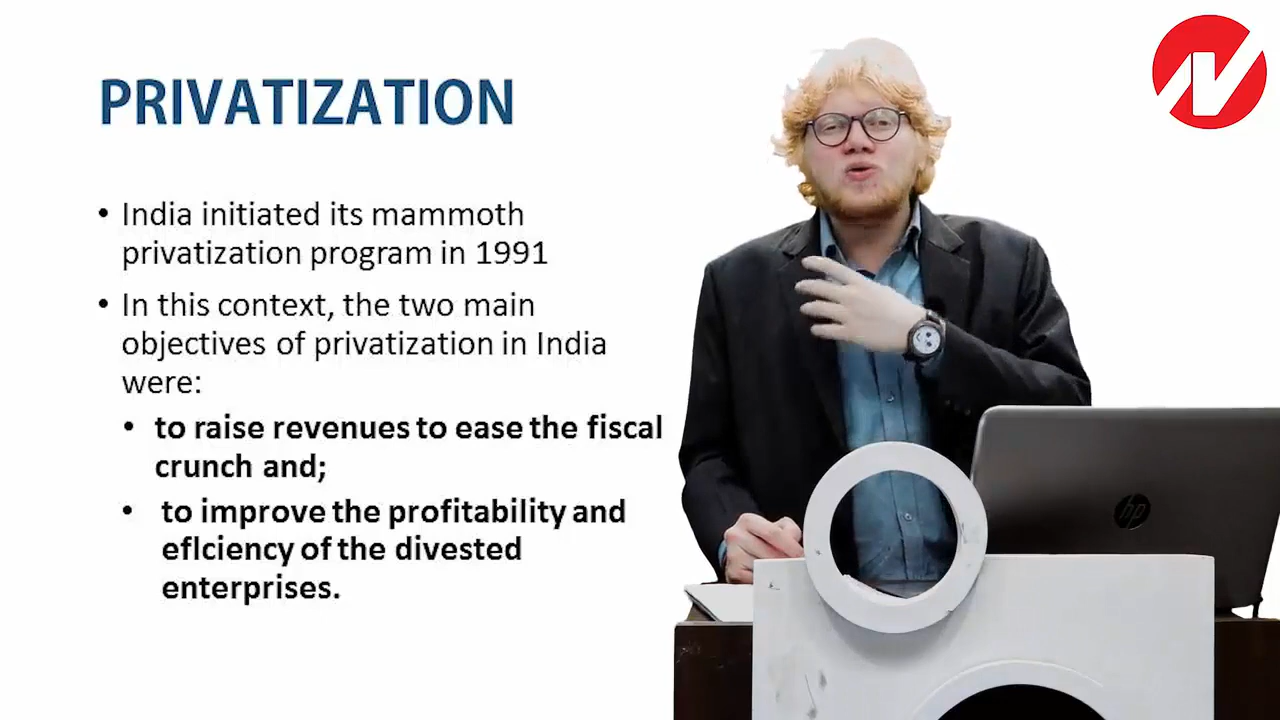 PRIVATIZATION
• India initiated its mammoth
privatization program in 1991
• In this context, the two main
objectives of privatization in India
were:
• to raise revenues to ease the fiscal
crunch and;
• to improve the profitability and
eflciency of the divested
enterprises.
hp